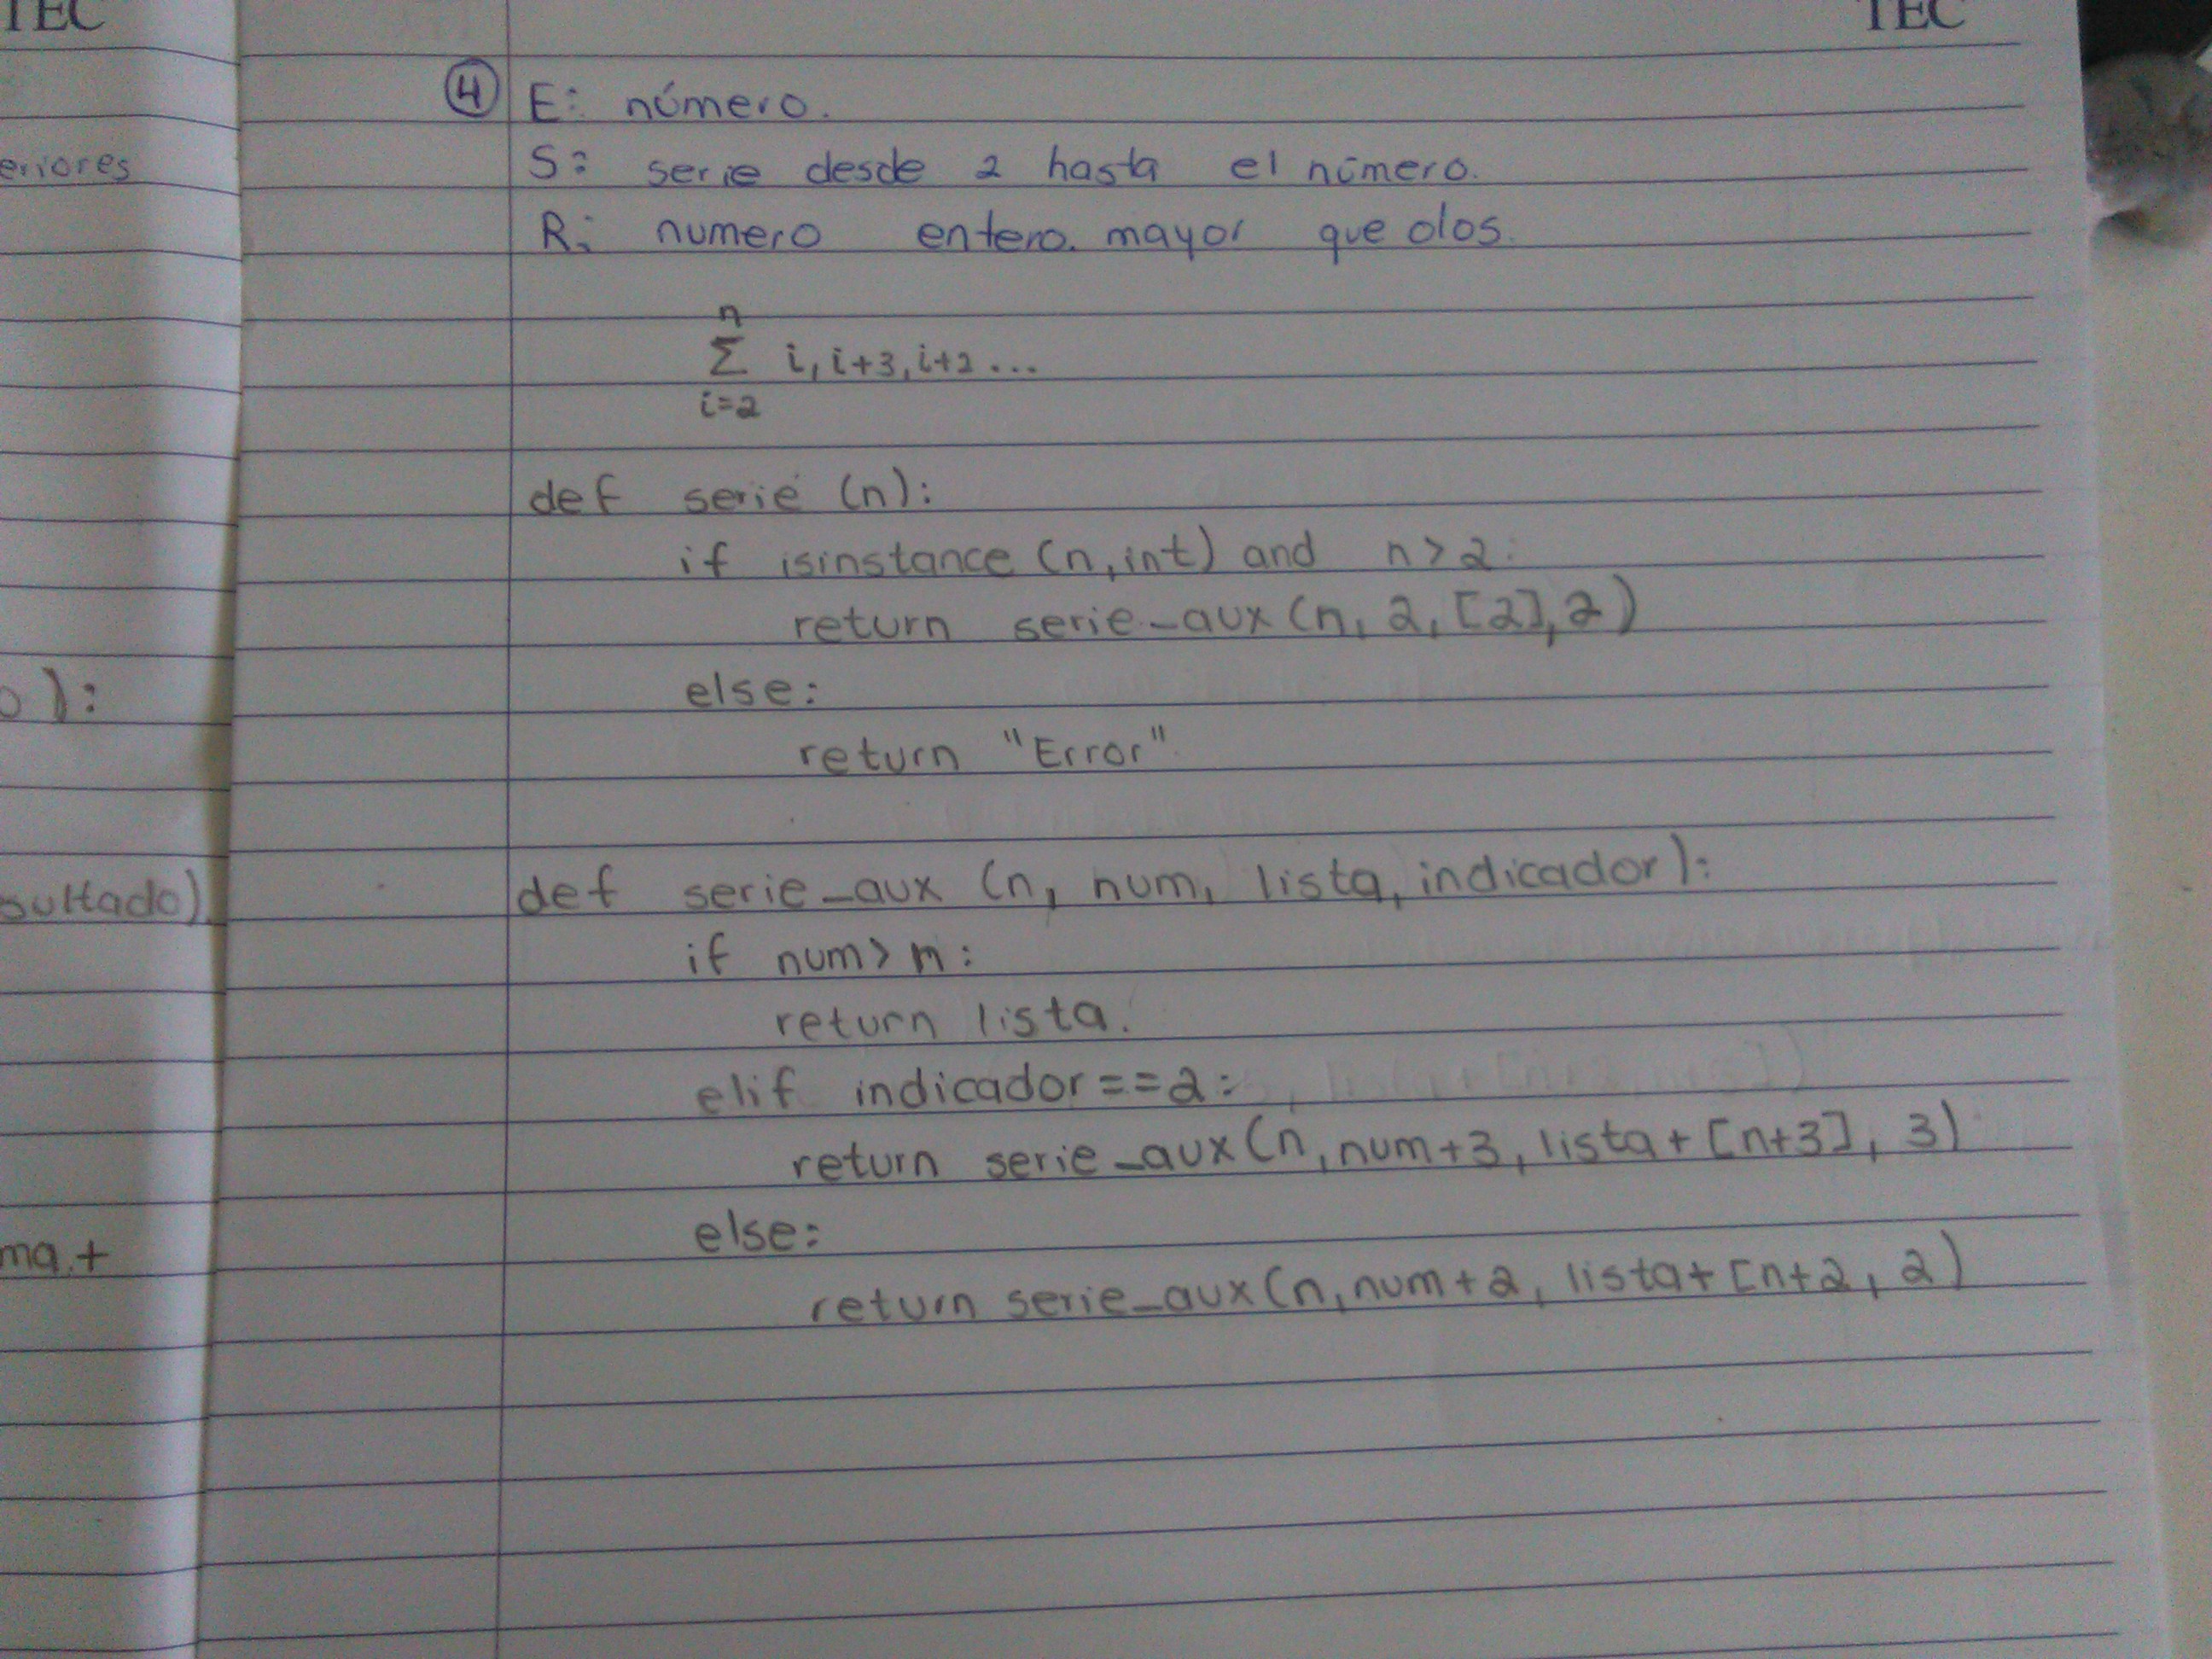 TEC
TEC
eriores
o):
sultado)
ma.+
4 E: número.
S: serie desde 2 hasta el número.
R: numero entero. mayor que dos.
n
Σ i, i+3, i+2 ...
i=2
def serie (n):
if isinstance (n, int) and n > 2:
return serie_aux (n, 2, [2], 2)
else:
return "Error"
def serie_aux (n, num, lista, indicador):
if num > n:
return lista.
elif indicador == 2:
return serie_aux (n, num+3, lista + [n+3], 3)
else:
return serie_aux (n, num+2, lista + [n+2, 2)